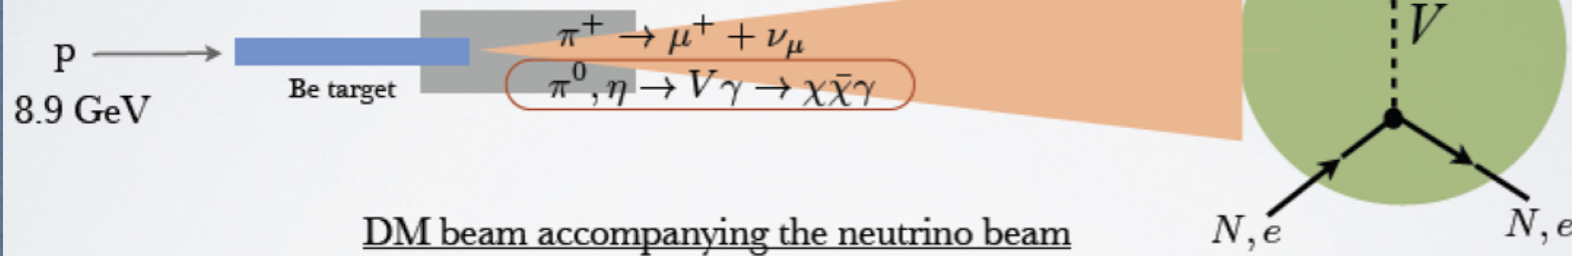 π⁺ → μ⁺ + ν_μ
V
p
π⁰, η → Vγ → χχ̄γ
Be target
8.9 GeV
N, e
N, e
DM beam accompanying the neutrino beam